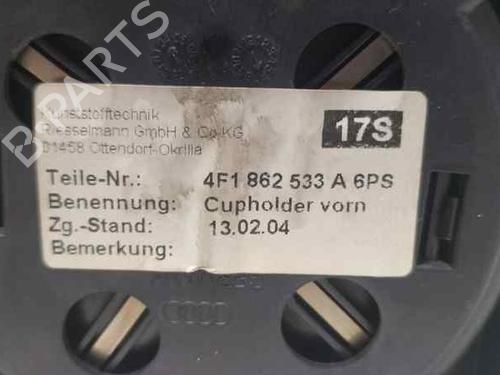 B-PARTS
Kunststofftechnik
Riesselmann GmbH & Co KG
01458 Ottendorf-Okrilla
17S
Teile-Nr.: 4F1 862 533 A 6PS
Benennung: Cupholder vorn
Zg.-Stand: 13.02.04
Bemerkung: